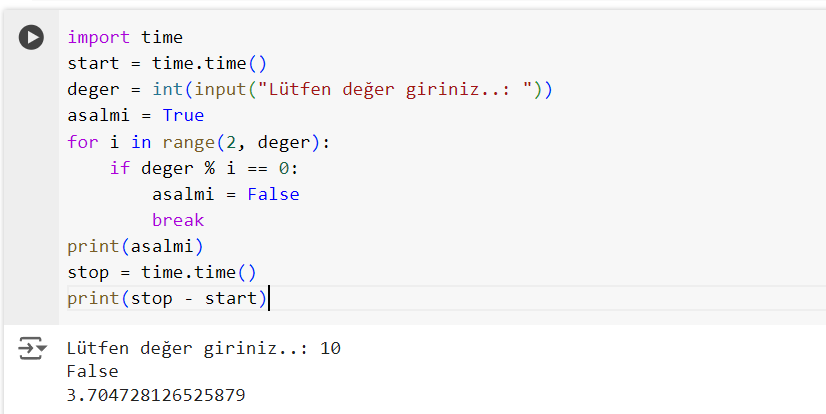 import time
start = time.time()
deger = int(input("Lütfen değer giriniz..: "))
asalmi = True
for i in range(2, deger):
    if deger % i == 0:
        asalmi = False
        break
print(asalmi)
stop = time.time()
print(stop - start)
Lütfen değer giriniz..: 10
False
3.704728126525879